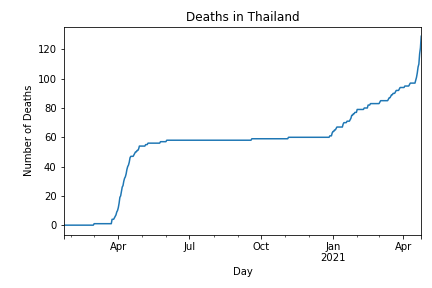 Deaths in Thailand
Number of Deaths
120
100
80
60
40
20
0
Apr
Jul
Oct
Jan
2021
Apr
Day